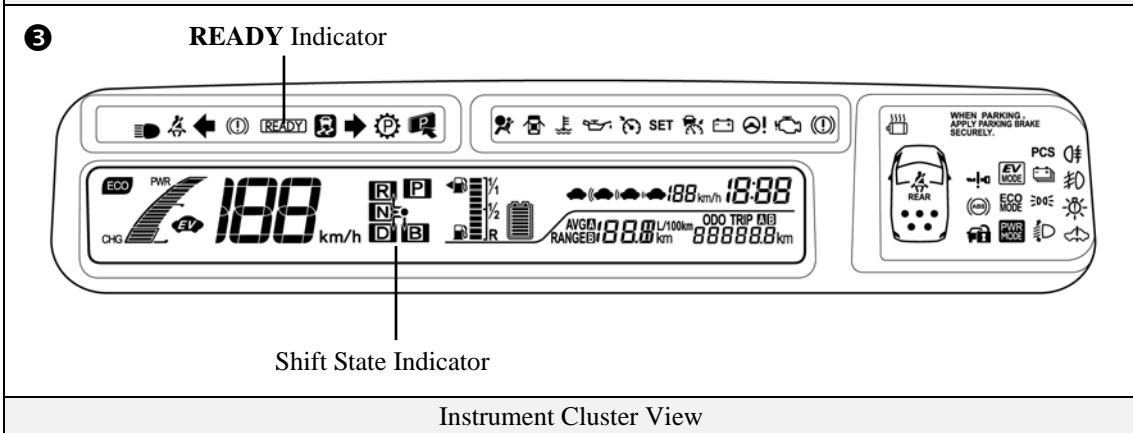 ❸
READY Indicator
READY
SET
WHEN PARKING,
APPLY PARKING BRAKE
SECURELY.
PCS
EV
MODE
REAR
ABS
ECO
MODE
PWR
MODE
ECO
PWR
EV
CHG
188 km/h
R P
N
D B
1/1
1/2
R
188 km/h 18:88
AVG A 188.8 L/100km
RANGE B km
ODO TRIP A B
88888.8 km
Shift State Indicator
Instrument Cluster View